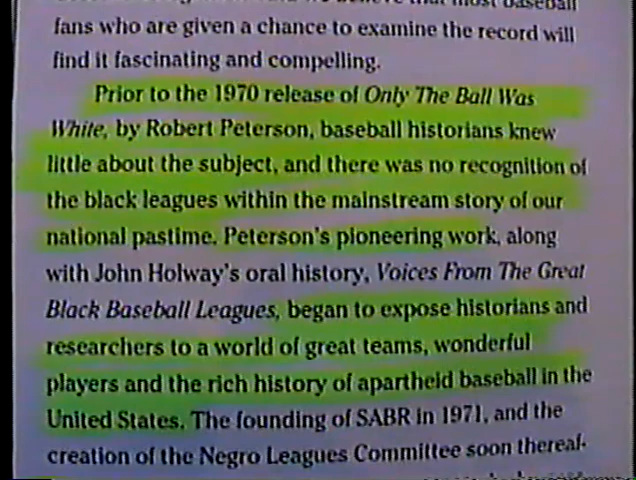 baseball
fans who are given a chance to examine the record will
find it fascinating and compelling.
Prior to the 1970 release of Only The Ball Was
White, by Robert Peterson, baseball historians knew
little about the subject, and there was no recognition of
the black leagues within the mainstream story of our
national pastime. Peterson's pioneering work, along
with John Holway's oral history, Voices From The Great
Black Baseball Leagues, began to expose historians and
researchers to a world of great teams, wonderful
players and the rich history of apartheid baseball in the
United States. The founding of SABR in 1971, and the
creation of the Negro Leagues Committee soon thereaf-